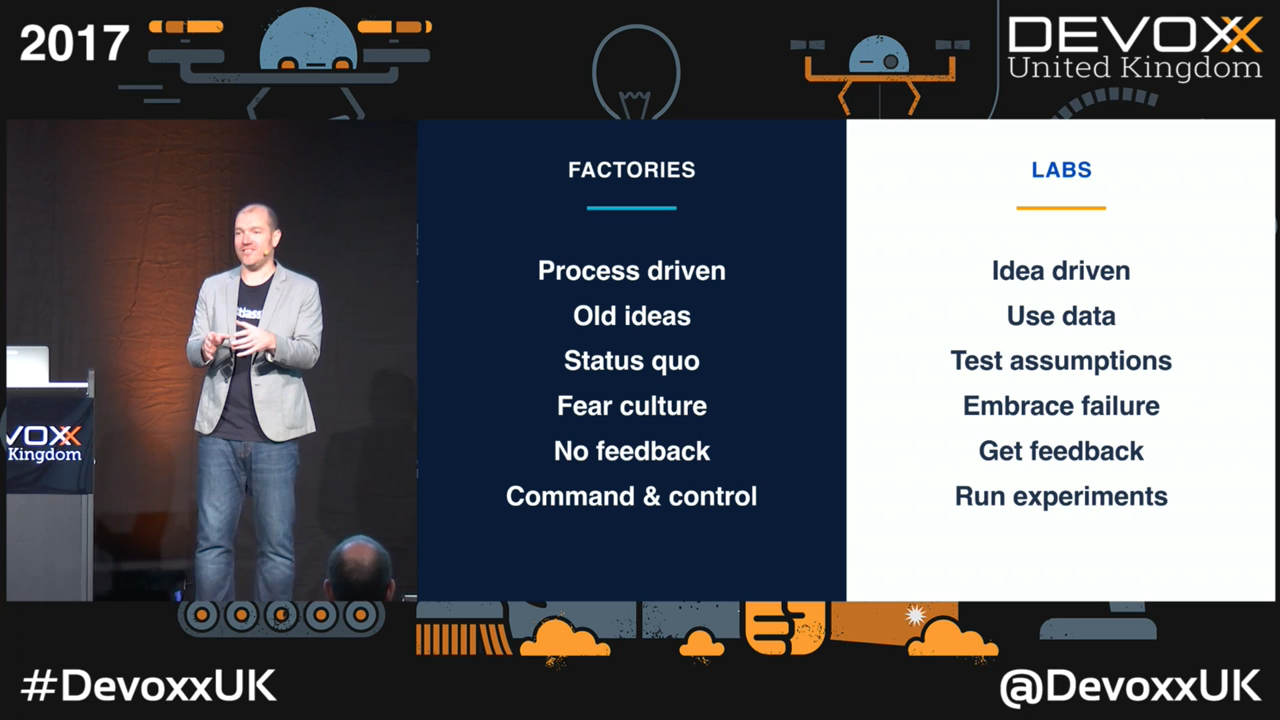 2017
DEVOXX
United Kingdom
FACTORIES
LABS
Process driven
Idea driven
Old ideas
Use data
Status quo
Test assumptions
Fear culture
Embrace failure
No feedback
Get feedback
Command & control
Run experiments
VOXX
Kingdom
#DevoxxUK
@DevoxxUK